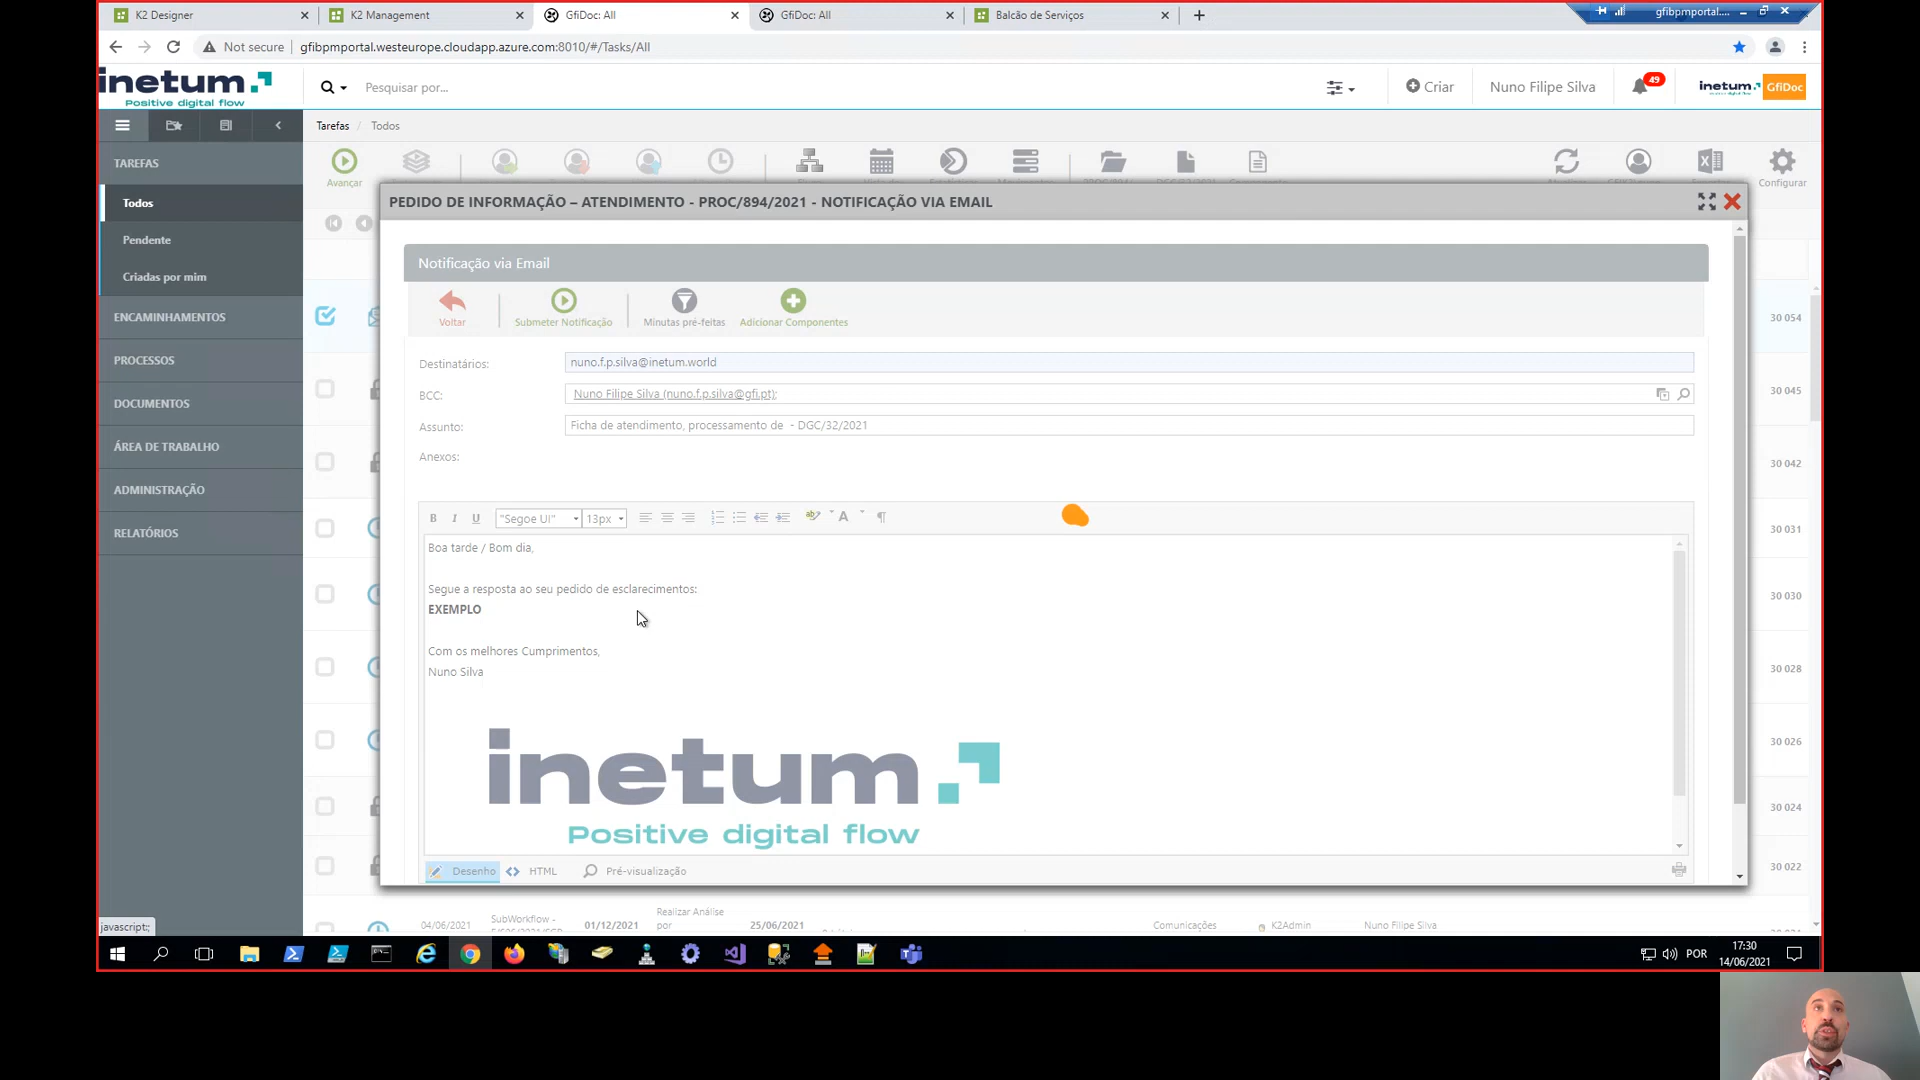 K2 Designer
K2 Management
GfiDoc: All
GfiDoc: All
Balcão de Serviços
gfibpmportal....
Not secure
gfibpmportal.westeurope.cloudapp.azure.com:8010/#/Tasks/All
inetum
Positive digital flow
Pesquisar por...
Criar
Nuno Filipe Silva
49
inetum
GfiDoc
Tarefas / Todos
TAREFAS
Todos
Pendente
Criadas por mim
ENCAMINHAMENTOS
PROCESSOS
DOCUMENTOS
ÁREA DE TRABALHO
ADMINISTRAÇÃO
RELATÓRIOS
Avançar
Configurar
PEDIDO DE INFORMAÇÃO – ATENDIMENTO - PROC/894/2021 - NOTIFICAÇÃO VIA EMAIL
Notificação via Email
Voltar
Submeter Notificação
Minutas pré-feitas
Adicionar Componentes
Destinatários:
nuno.f.p.silva@inetum.world
BCC:
Nuno Filipe Silva (nuno.f.p.silva@gfi.pt);
Assunto:
Ficha de atendimento, processamento de - DGC/32/2021
Anexos:
B I U
"Segoe UI"
13px
Boa tarde / Bom dia,
Segue a resposta ao seu pedido de esclarecimentos:
EXEMPLO
Com os melhores Cumprimentos,
Nuno Silva
inetum
Positive digital flow
Desenho
HTML
Pré-visualização
30 054
30 045
30 042
30 031
30 030
30 028
30 026
30 024
30 022
04/06/2021
SubWorkflow -
01/12/2021
Realizar Análise
por
25/06/2021
Comunicações
K2Admin
Nuno Filipe Silva
javascript:;
POR
17:30
14/06/2021